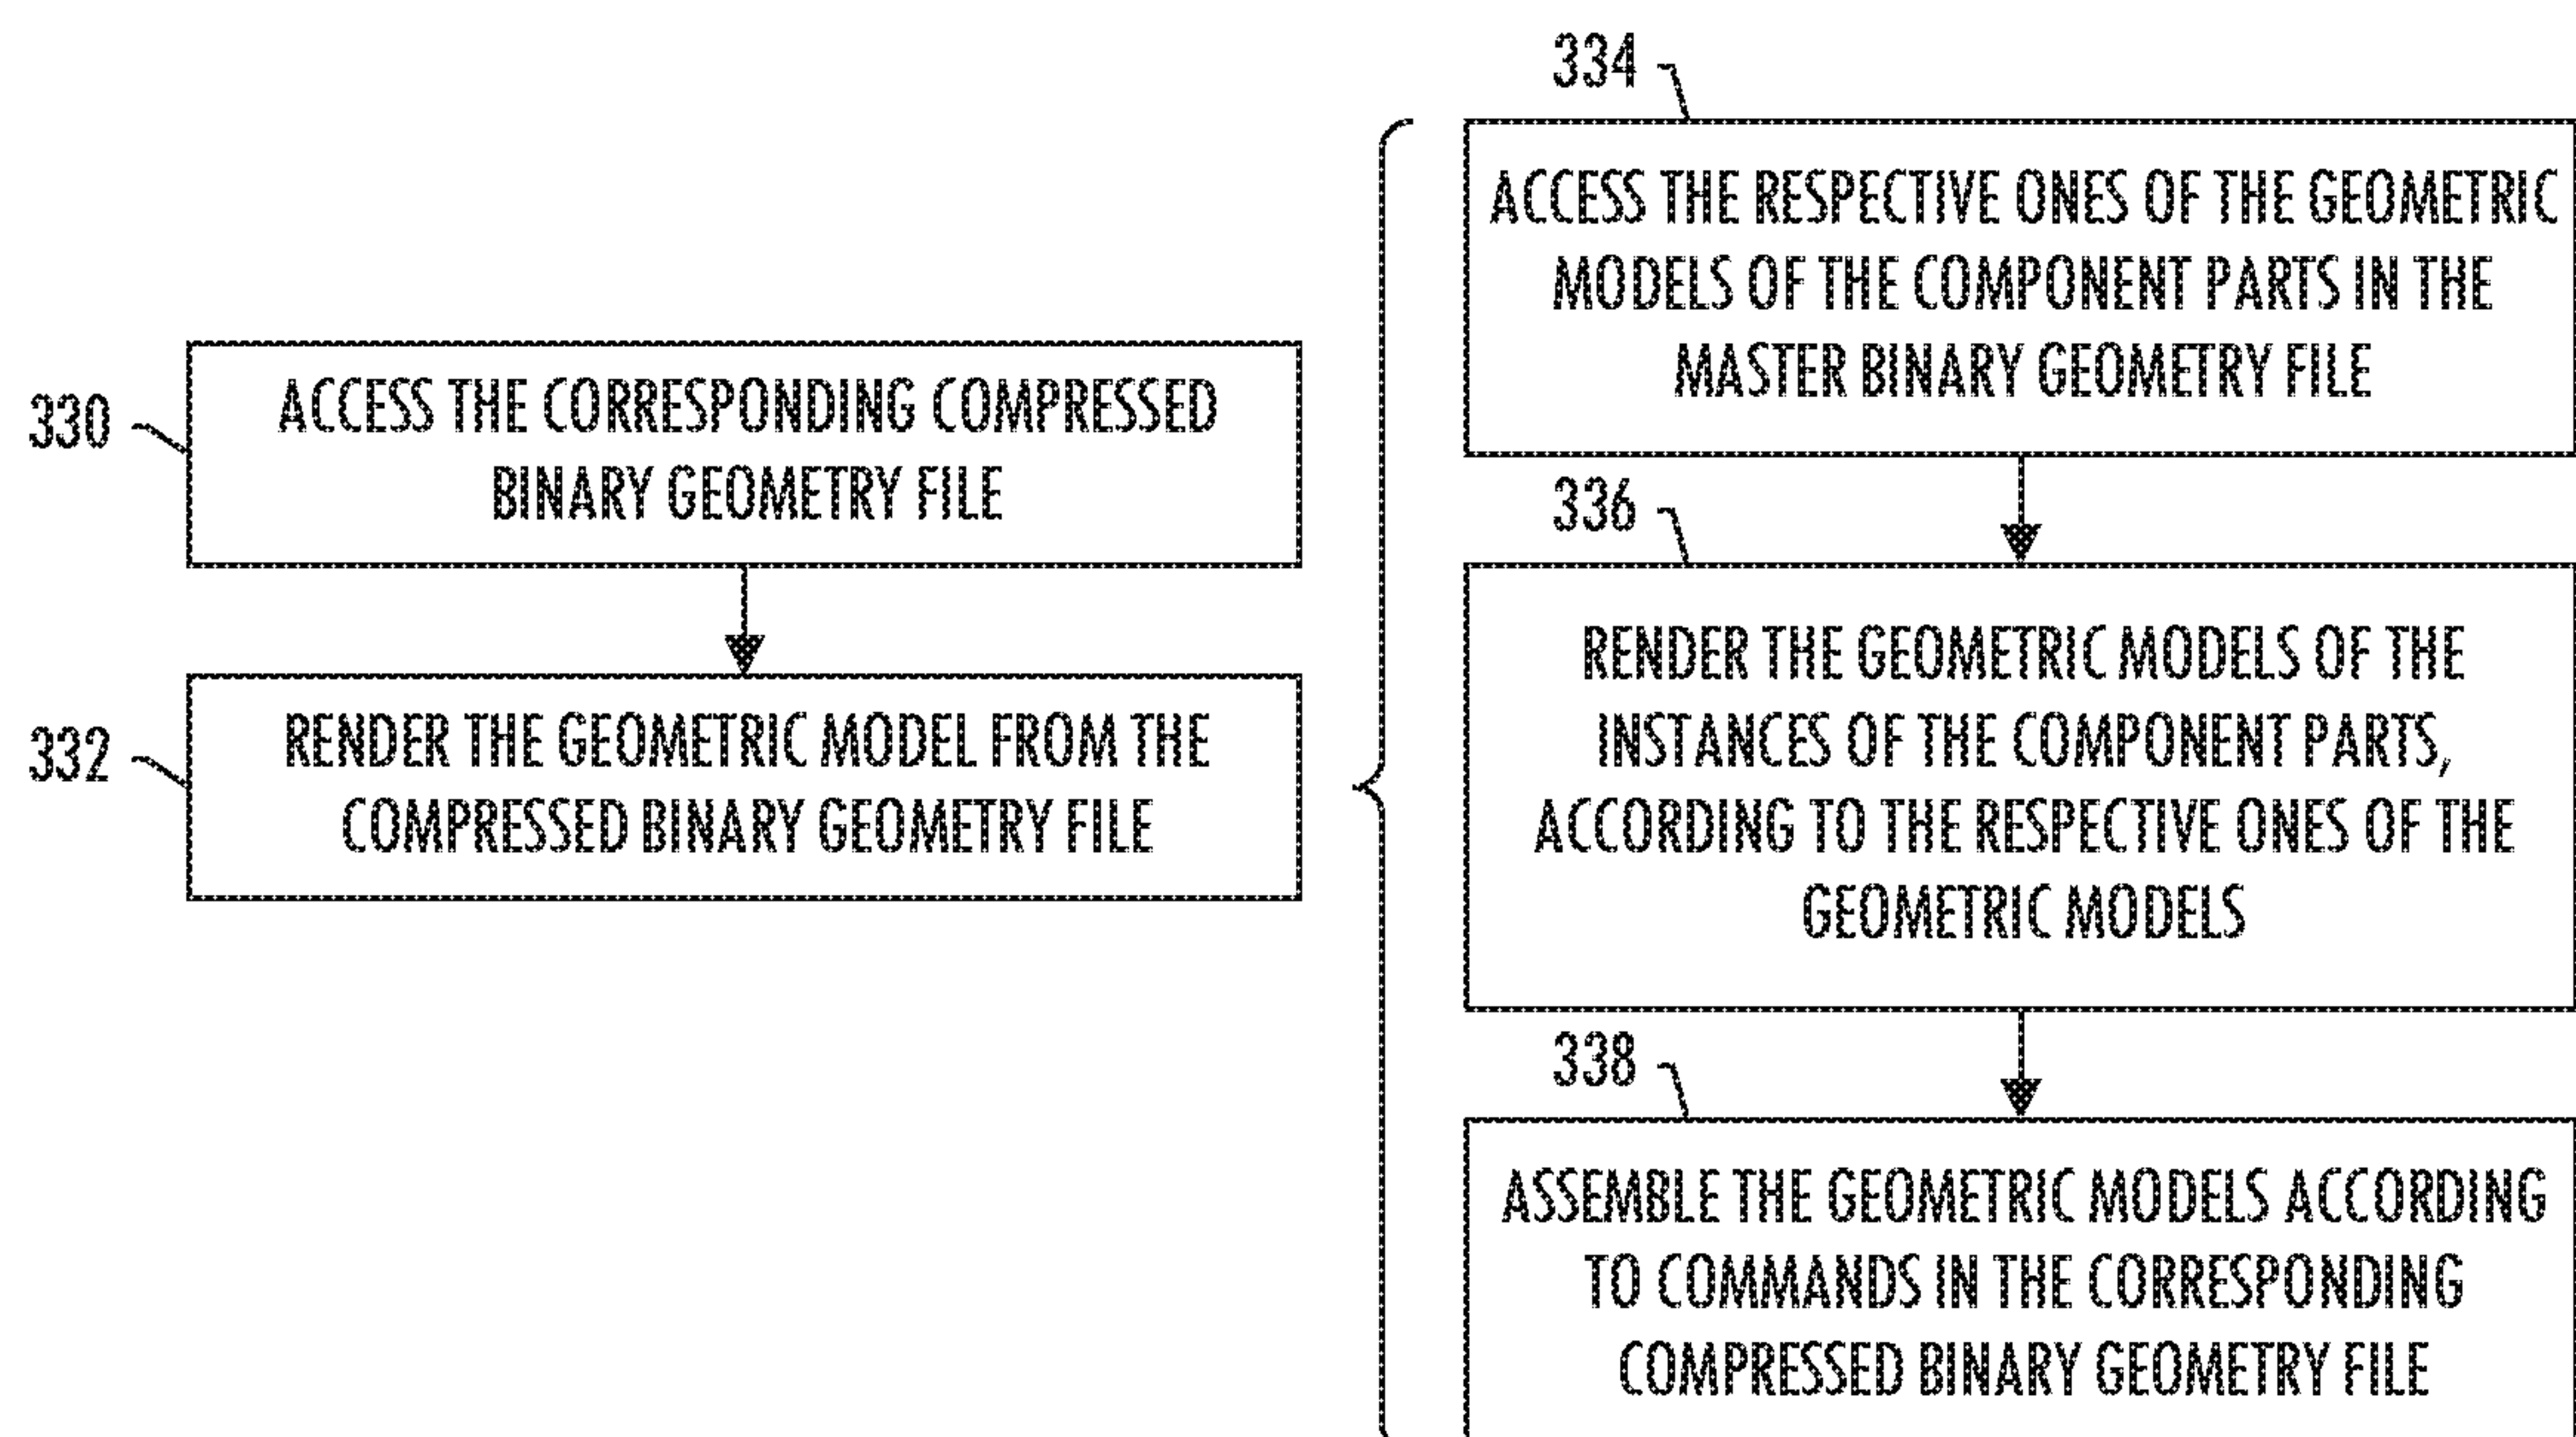 330
ACCESS THE CORRESPONDING COMPRESSED
BINARY GEOMETRY FILE
332
RENDER THE GEOMETRIC MODEL FROM THE
COMPRESSED BINARY GEOMETRY FILE
334
ACCESS THE RESPECTIVE ONES OF THE GEOMETRIC
MODELS OF THE COMPONENT PARTS IN THE
MASTER BINARY GEOMETRY FILE
336
RENDER THE GEOMETRIC MODELS OF THE
INSTANCES OF THE COMPONENT PARTS,
ACCORDING TO THE RESPECTIVE ONES OF THE
GEOMETRIC MODELS
338
ASSEMBLE THE GEOMETRIC MODELS ACCORDING
TO COMMANDS IN THE CORRESPONDING
COMPRESSED BINARY GEOMETRY FILE